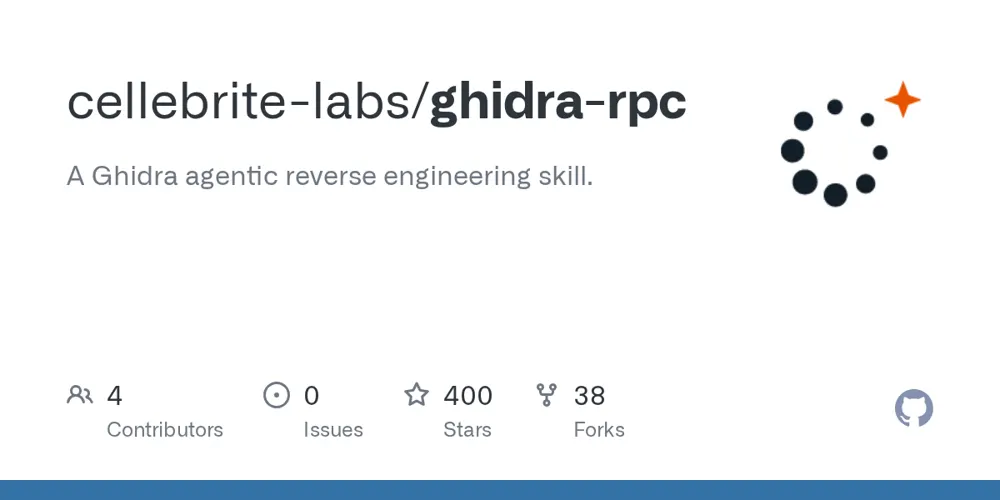 cellebrite-labs/ghidra-rpc
A Ghidra agentic reverse engineering skill.
4 0 400 38
Contributors Issues Stars Forks